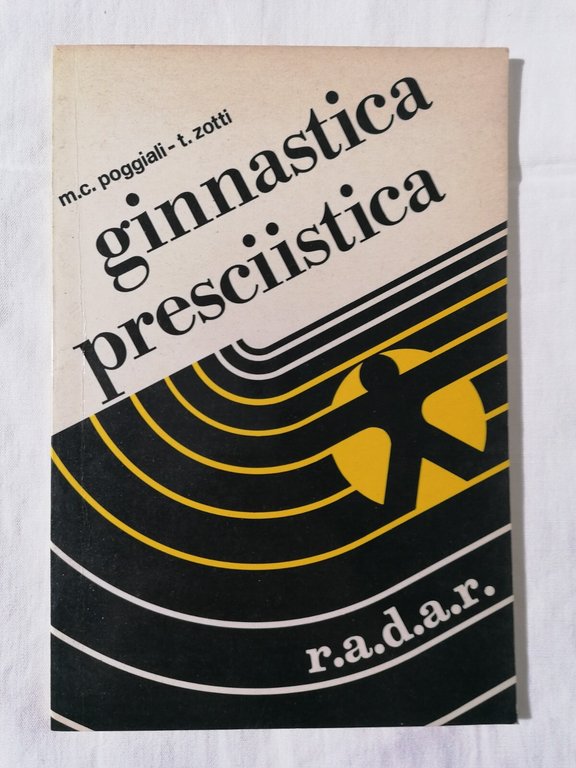 m.c. poggiali - t. zotti
ginnastica
presciistica
r.a.d.a.r.